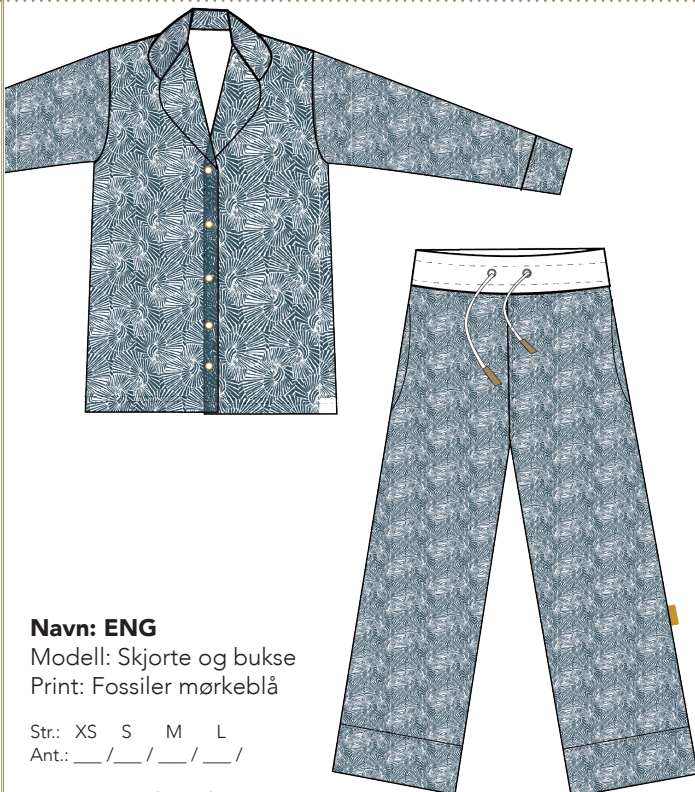 Navn: ENG
Modell: Skjorte og bukse
Print: Fossiler mørkeblå
Str.: XS S M L
Ant.: ___ /___ / ___ / ___ /